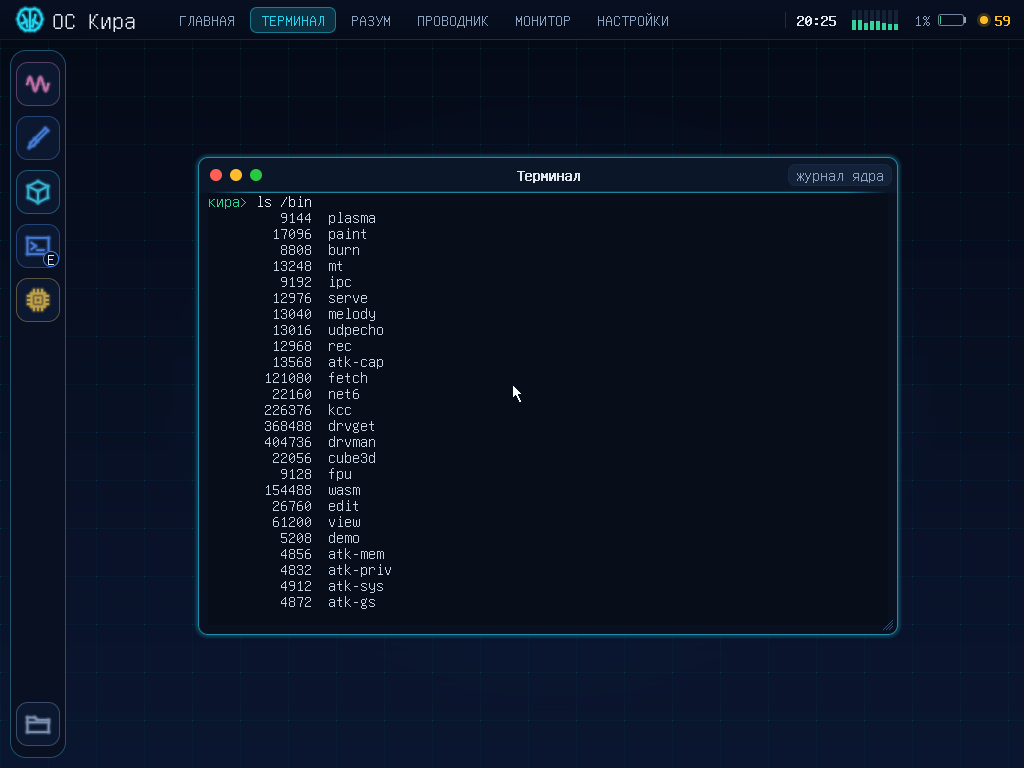 ОС Кира ГЛАВНАЯ ТЕРМИНАЛ РАЗУМ ПРОВОДНИК МОНИТОР НАСТРОЙКИ 20:25 1% 59
E
Терминал журнал ядра
кира> ls /bin
9144 plasma
17096 paint
8808 burn
13248 mt
9192 ipc
12976 serve
13040 melody
13016 udpecho
12968 rec
13568 atk-cap
121080 fetch
22160 net6
226376 kcc
368488 drvget
404736 drvman
22056 cube3d
9128 fpu
154488 wasm
26760 edit
61200 view
5208 demo
4856 atk-mem
4832 atk-priv
4912 atk-sys
4872 atk-gs